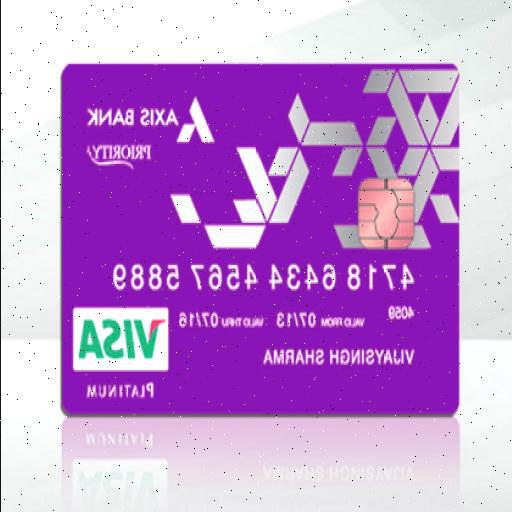 AXIS BANK
PRIORITY
4718 6434 4567 5889
4059
VALID FROM 07/13 VALID THRU 07/16
VIJAYSINGH SHARMA
VISA
PLATINUM